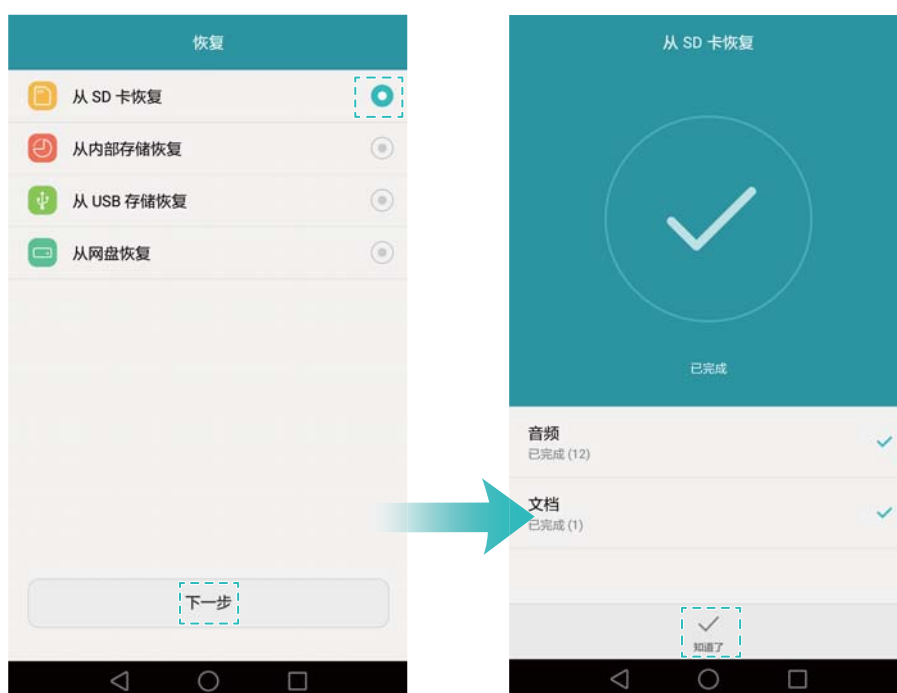 恢复
从 SD 卡恢复
从内部存储恢复
从 USB 存储恢复
从网盘恢复
下一步
从 SD 卡恢复
已完成
音频
已完成 (12)
文档
已完成 (1)
知道了